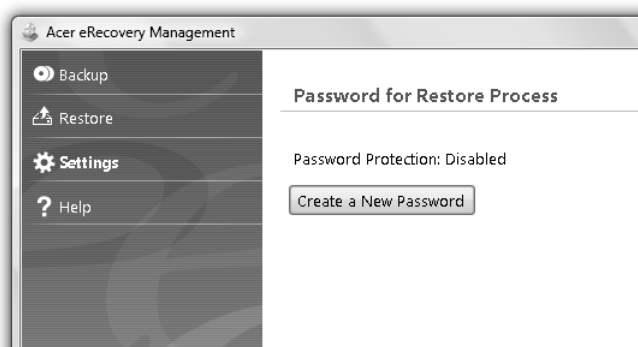 Acer eRecovery Management
Backup
Restore
Settings
Help
Password for Restore Process
Password Protection: Disabled
Create a New Password